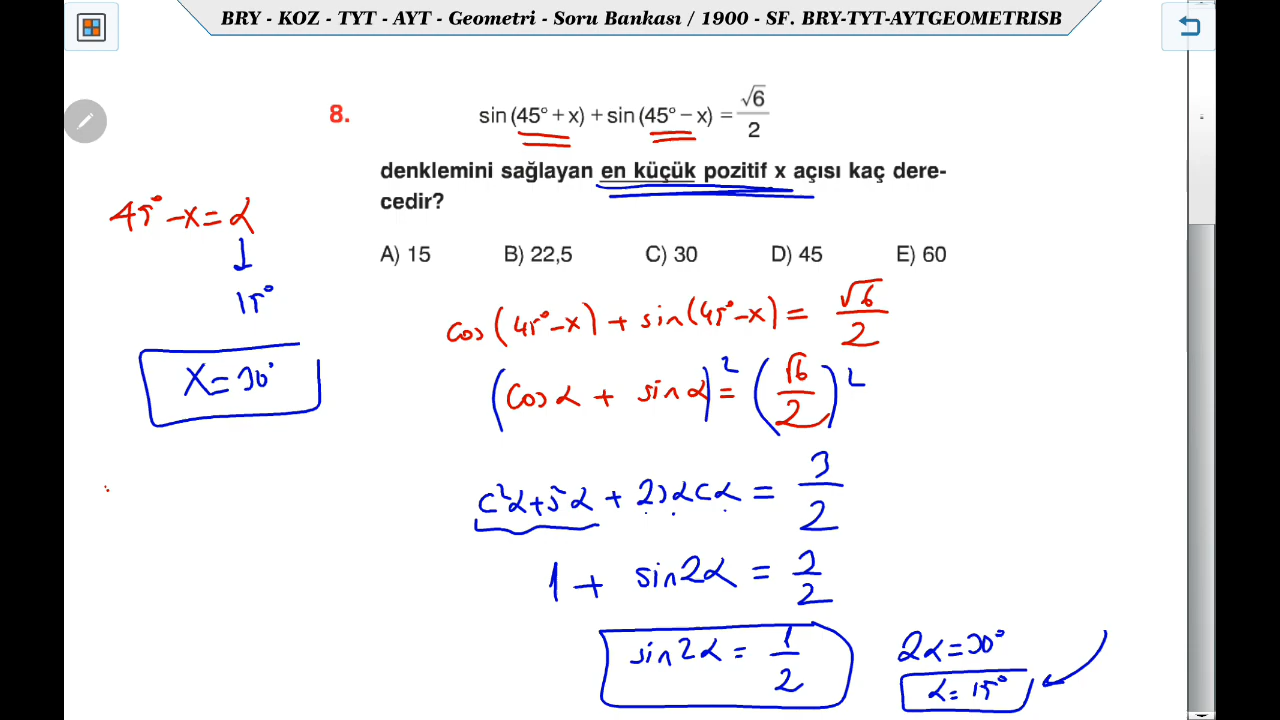 BRY - KOZ - TYT - AYT - Geometri - Soru Bankası / 1900 - SF. BRY-TYT-AYTGEOMETRISB
8. sin (45° + x) + sin (45° − x) = √6/2
denklemini sağlayan en küçük pozitif x açısı kaç dere-
cedir?
A) 15 B) 22,5 C) 30 D) 45 E) 60
45° − x = α
↓
15°
x = 30°
cos(45° − x) + sin(45° − x) = √6/2
(cos α + sin α)² = (√6/2)²
c²α + s²α + 2sαcα = 3/2
1 + sin2α = 3/2
sin2α = 1/2
2α = 30°
α = 15°